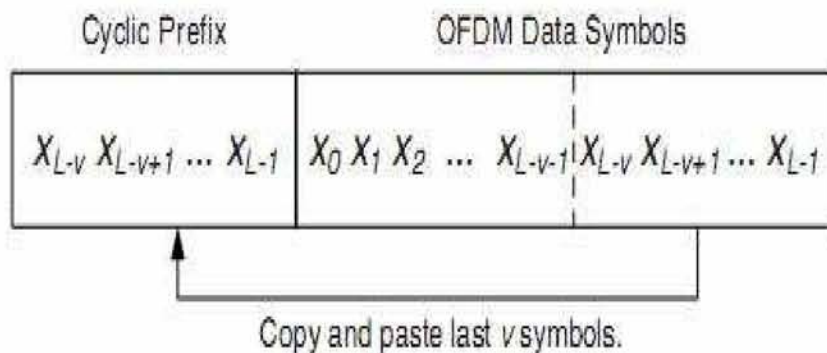 Cyclic Prefix OFDM Data Symbols
X_{L-v} X_{L-v+1} ... X_{L-1} X_0 X_1 X_2 ... X_{L-v-1} X_{L-v} X_{L-v+1} ... X_{L-1}
Copy and paste last v symbols.